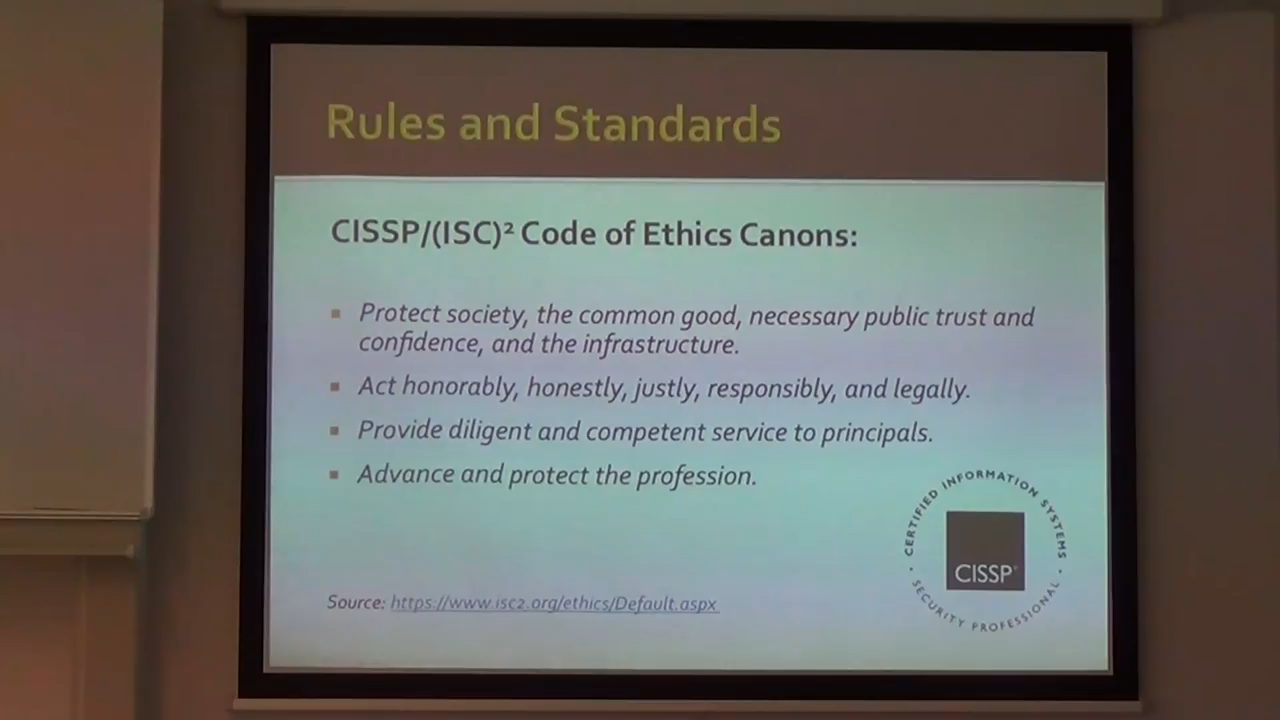 Rules and Standards
CISSP/(ISC)² Code of Ethics Canons:
Protect society, the common good, necessary public trust and
confidence, and the infrastructure.
Act honorably, honestly, justly, responsibly, and legally.
Provide diligent and competent service to principals.
Advance and protect the profession.
CERTIFIED INFORMATION SYSTEMS
CISSP®
SECURITY PROFESSIONAL
Source: https://www.isc2.org/ethics/Default.aspx